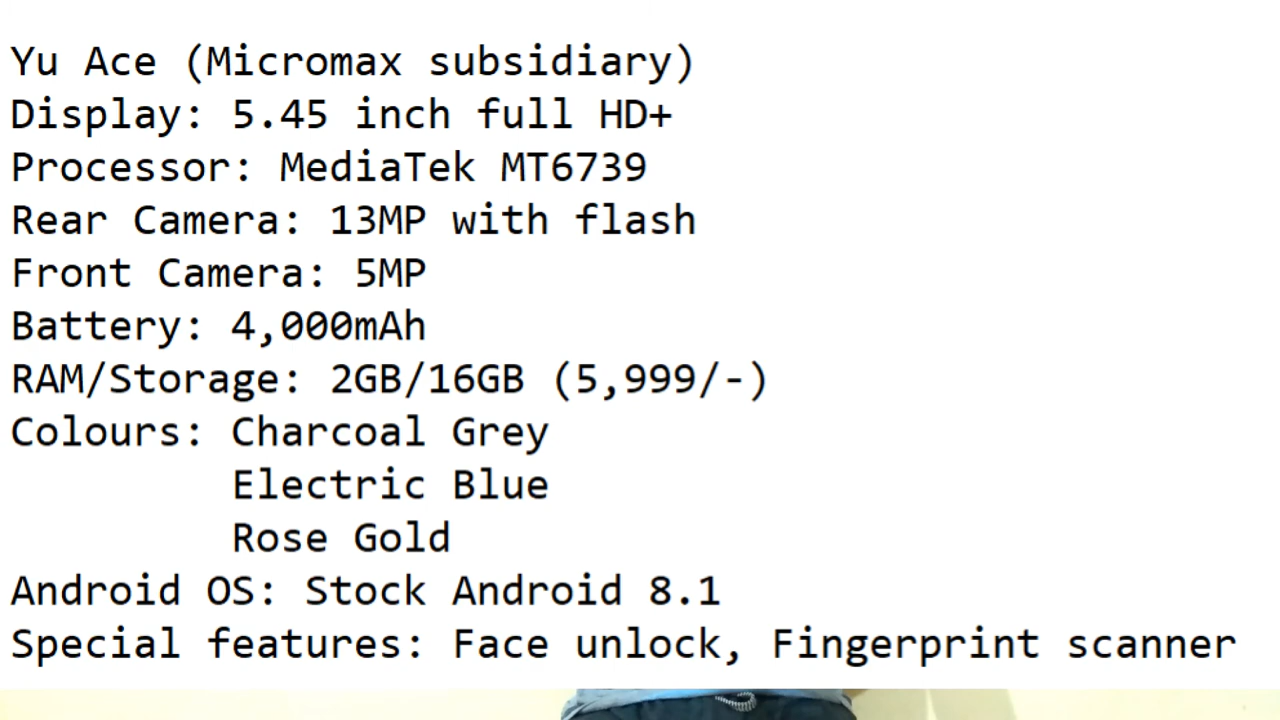 Yu Ace (Micromax subsidiary)
Display: 5.45 inch full HD+
Processor: MediaTek MT6739
Rear Camera: 13MP with flash
Front Camera: 5MP
Battery: 4,000mAh
RAM/Storage: 2GB/16GB (5,999/-)
Colours: Charcoal Grey
Electric Blue
Rose Gold
Android OS: Stock Android 8.1
Special features: Face unlock, Fingerprint scanner